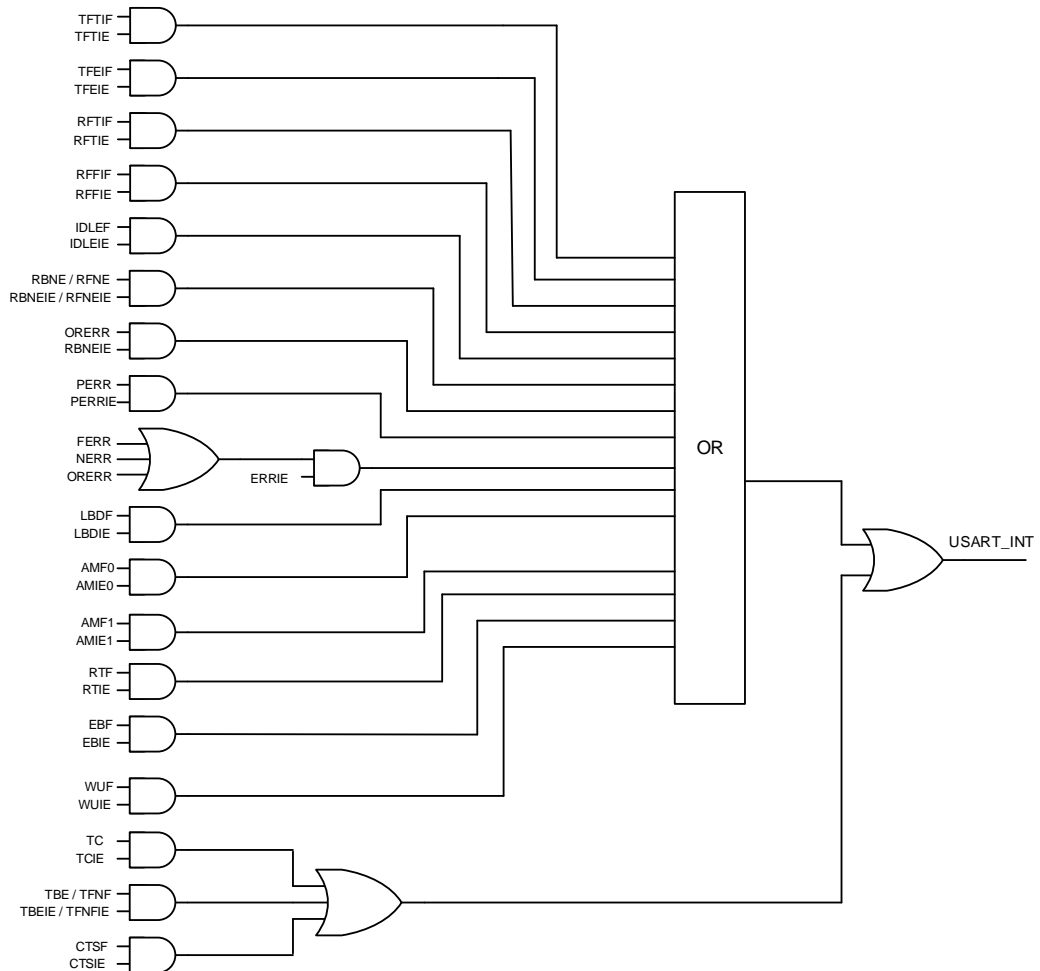 TFTIF
TFTIE
TFEIF
TFEIE
RFTIF
RFTIE
RFFIF
RFFIE
IDLEF
IDLEIE
RBNE / RFNE
RBNEIE / RFNEIE
ORERR
RBNEIE
PERR
PERRIE
FERR
NERR
ORERR
ERRIE
LBDF
LBDIE
AMF0
AMIE0
AMF1
AMIE1
RTF
RTIE
EBF
EBIE
WUF
WUIE
TC
TCIE
TBE / TFNF
TBEIE / TFNFIE
CTSF
CTSIE
OR
USART_INT